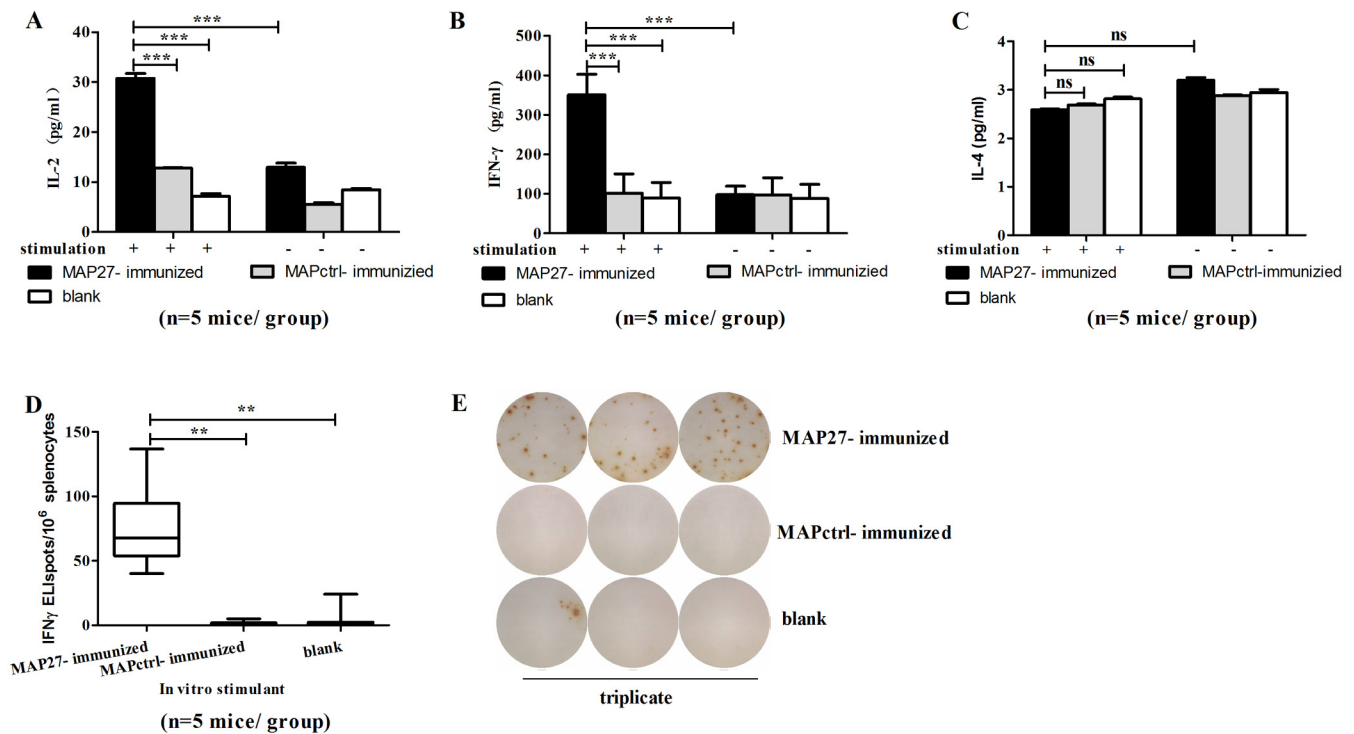 A
***
***
***
IL-2 (pg/ml)
40
30
20
10
0
stimulation + + + - - -
MAP27- immunized
MAPctrl- immunizied
blank
(n=5 mice/ group)
B
***
***
***
IFN-γ (pg/ml)
500
400
300
200
100
0
stimulation + + + - - -
MAP27- immunized
MAPctrl- immunized
blank
(n=5 mice/ group)
C
ns
ns
ns
IL-4 (pg/ml)
4
3
2
1
0
stimulation + + + - - -
MAP27- immunized
MAPctrl-immunized
blank
(n=5 mice/ group)
D
**
**
IFNγ ELIspots/10⁶ splenocytes
150
100
50
0
MAP27- immunized
MAPctrl- immunized
blank
In vitro stimulant
(n=5 mice/ group)
E
MAP27- immunized
MAPctrl- immunized
blank
triplicate